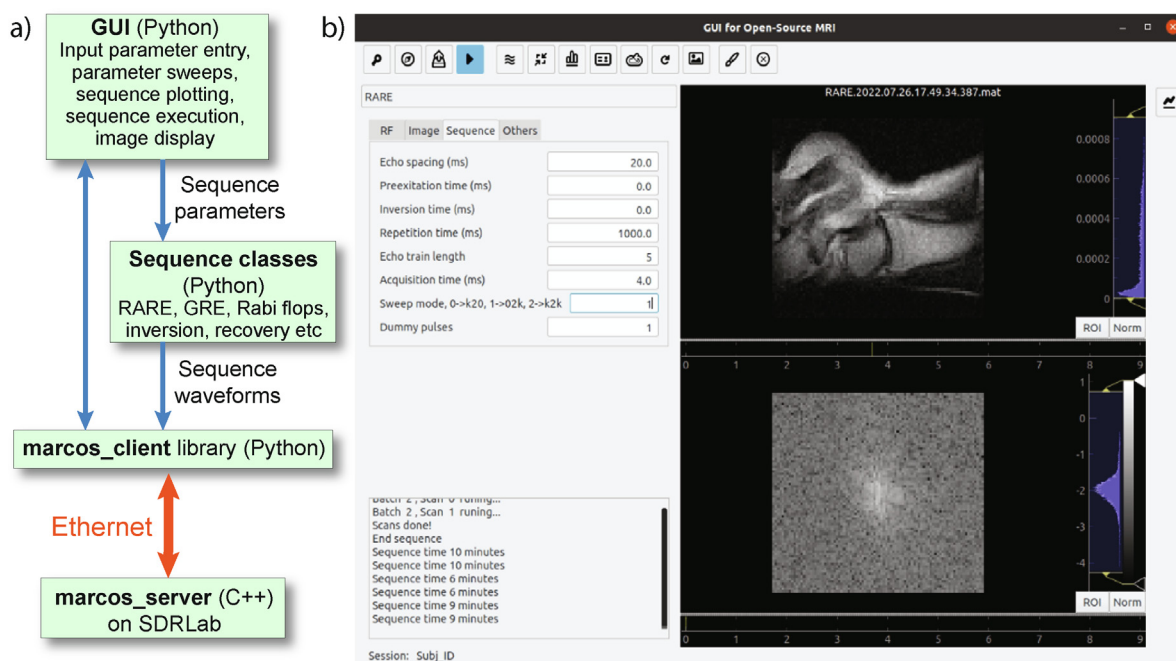 a)
GUI (Python)
Input parameter entry,
parameter sweeps,
sequence plotting,
sequence execution,
image display
Sequence
parameters
Sequence classes
(Python)
RARE, GRE, Rabi flops,
inversion, recovery etc
Sequence
waveforms
marcos_client library (Python)
Ethernet
marcos_server (C++)
on SDRLab
b)
GUI for Open-Source MRI
RARE
RF Image Sequence Others
Echo spacing (ms) 20.0
Preexitation time (ms) 0.0
Inversion time (ms) 0.0
Repetition time (ms) 1000.0
Echo train length 5
Acquisition time (ms) 4.0
Sweep mode, 0->k20, 1->02k, 2->k2k 1
Dummy pulses 1
Batch 2 , Scan 0 runing...
Batch 2 , Scan 1 runing...
Scans done!
End sequence
Sequence time 10 minutes
Sequence time 10 minutes
Sequence time 6 minutes
Sequence time 6 minutes
Sequence time 9 minutes
Sequence time 9 minutes
Session: Subj_ID
RARE.2022.07.26.17.49.34.387.mat
0.0008
0.0006
0.0004
0.0002
0
ROI Norm
0 1 2 3 4 5 6 7 8 9
1
0
-1
-2
-3
-4
ROI Norm
0 1 2 3 4 5 6 7 8 9